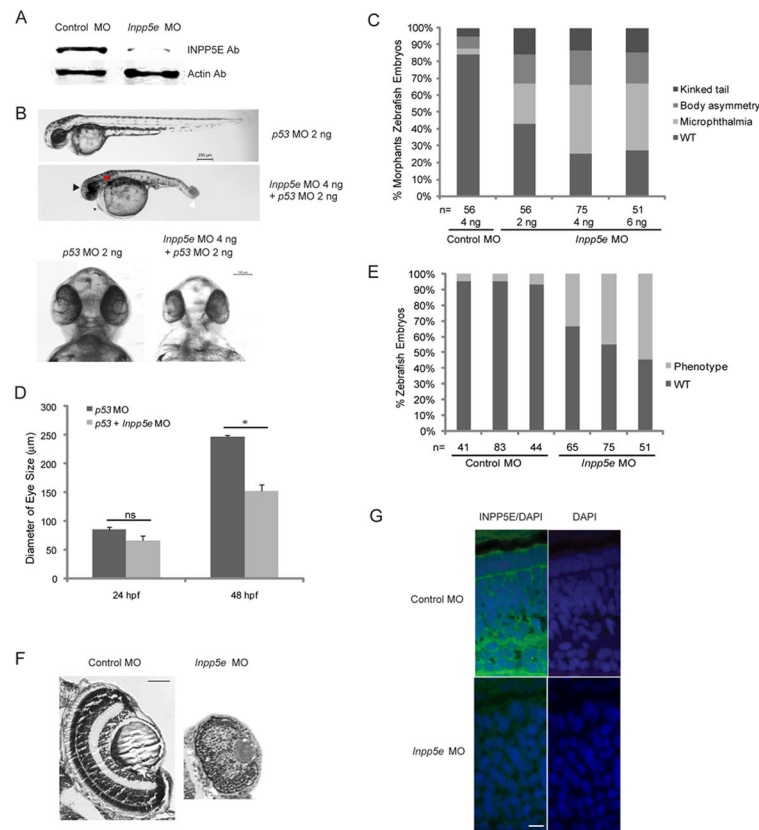 A
Control MO Inpp5e MO
INPP5E Ab
Actin Ab
B
p53 MO 2 ng
200 µm
Inpp5e MO 4 ng
+ p53 MO 2 ng
p53 MO 2 ng
Inpp5e MO 4 ng
+ p53 MO 2 ng
C
% Morphants Zebrafish Embryos
100%
90%
80%
70%
60%
50%
40%
30%
20%
10%
0%
Kinked tail
Body asymmetry
Microphthalmia
WT
n= 56 56 75 51
4 ng 2 ng 4 ng 6 ng
Control MO Inpp5e MO
D
Diameter of Eye Size (µm)
300
250
200
150
100
50
0
p53 MO
p53 + Inpp5e MO
ns
*
24 hpf 48 hpf
E
% Zebrafish Embryos
100%
90%
80%
70%
60%
50%
40%
30%
20%
10%
0%
Phenotype
WT
n= 41 83 44 65 75 51
Control MO Inpp5e MO
F
Control MO Inpp5e MO
G
INPP5E/DAPI DAPI
Control MO
Inpp5e MO